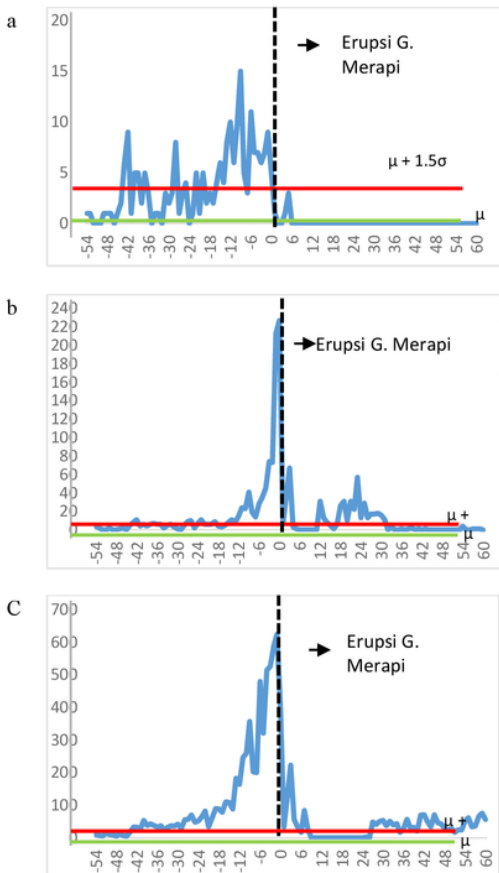 a
20
15
10
5
0
Erupsi G.
Merapi
μ + 1.5σ
μ
-54 -48 -42 -36 -30 -24 -18 -12 -6 0 6 12 18 24 30 36 42 48 54 60
b
240
220
200
180
160
140
120
100
80
60
40
20
0
Erupsi G. Merapi
μ +
μ
-54 -48 -42 -36 -30 -24 -18 -12 -6 0 6 12 18 24 30 36 42 48 54 60
C
700
600
500
400
300
200
100
0
Erupsi G.
Merapi
μ +
μ
-54 -48 -42 -36 -30 -24 -18 -12 -6 0 6 12 18 24 30 36 42 48 54 60